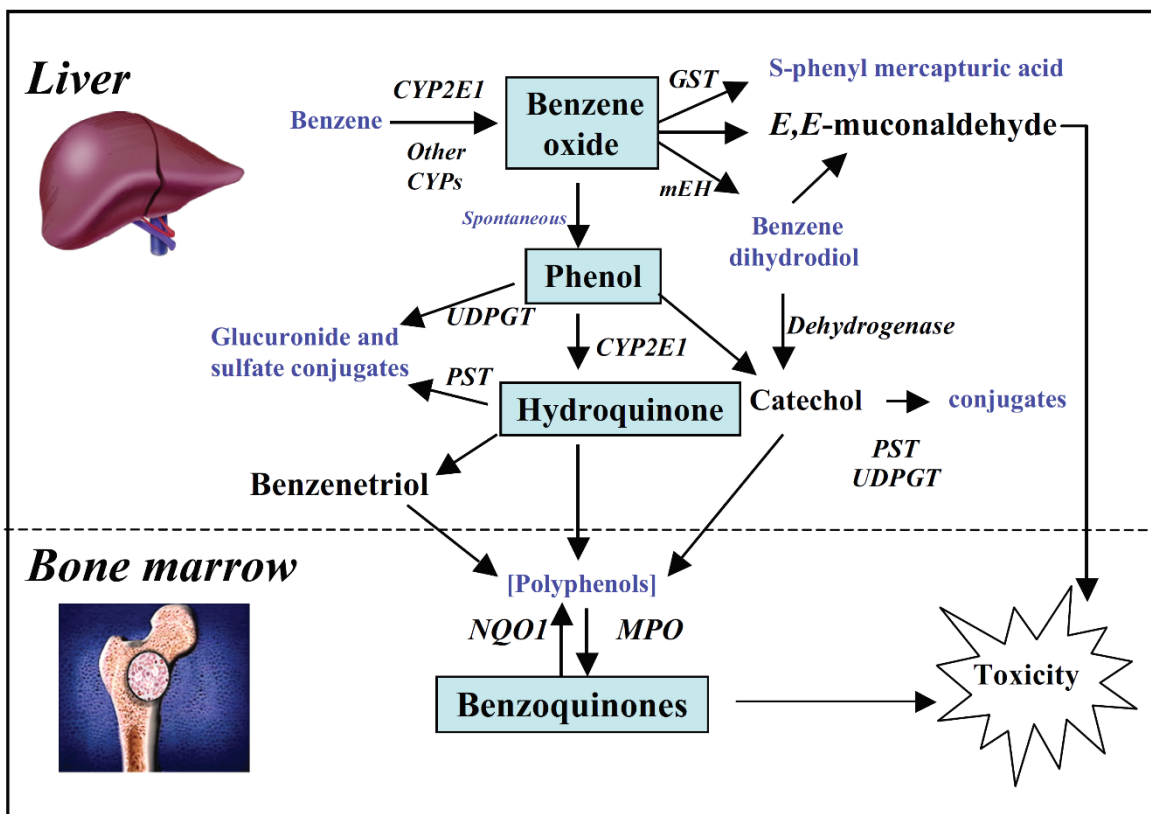 Liver
CYP2E1
Benzene
Other
CYPs
Benzene
oxide
GST
S-phenyl mercapturic acid
E,E-muconaldehyde
mEH
Benzene
dihydrodiol
Spontaneous
Phenol
UDPGT
Glucuronide and
sulfate conjugates
CYP2E1
Dehydrogenase
PST
Hydroquinone
Catechol
conjugates
PST
UDPGT
Benzenetriol
Bone marrow
[Polyphenols]
NQO1
MPO
Benzoquinones
Toxicity